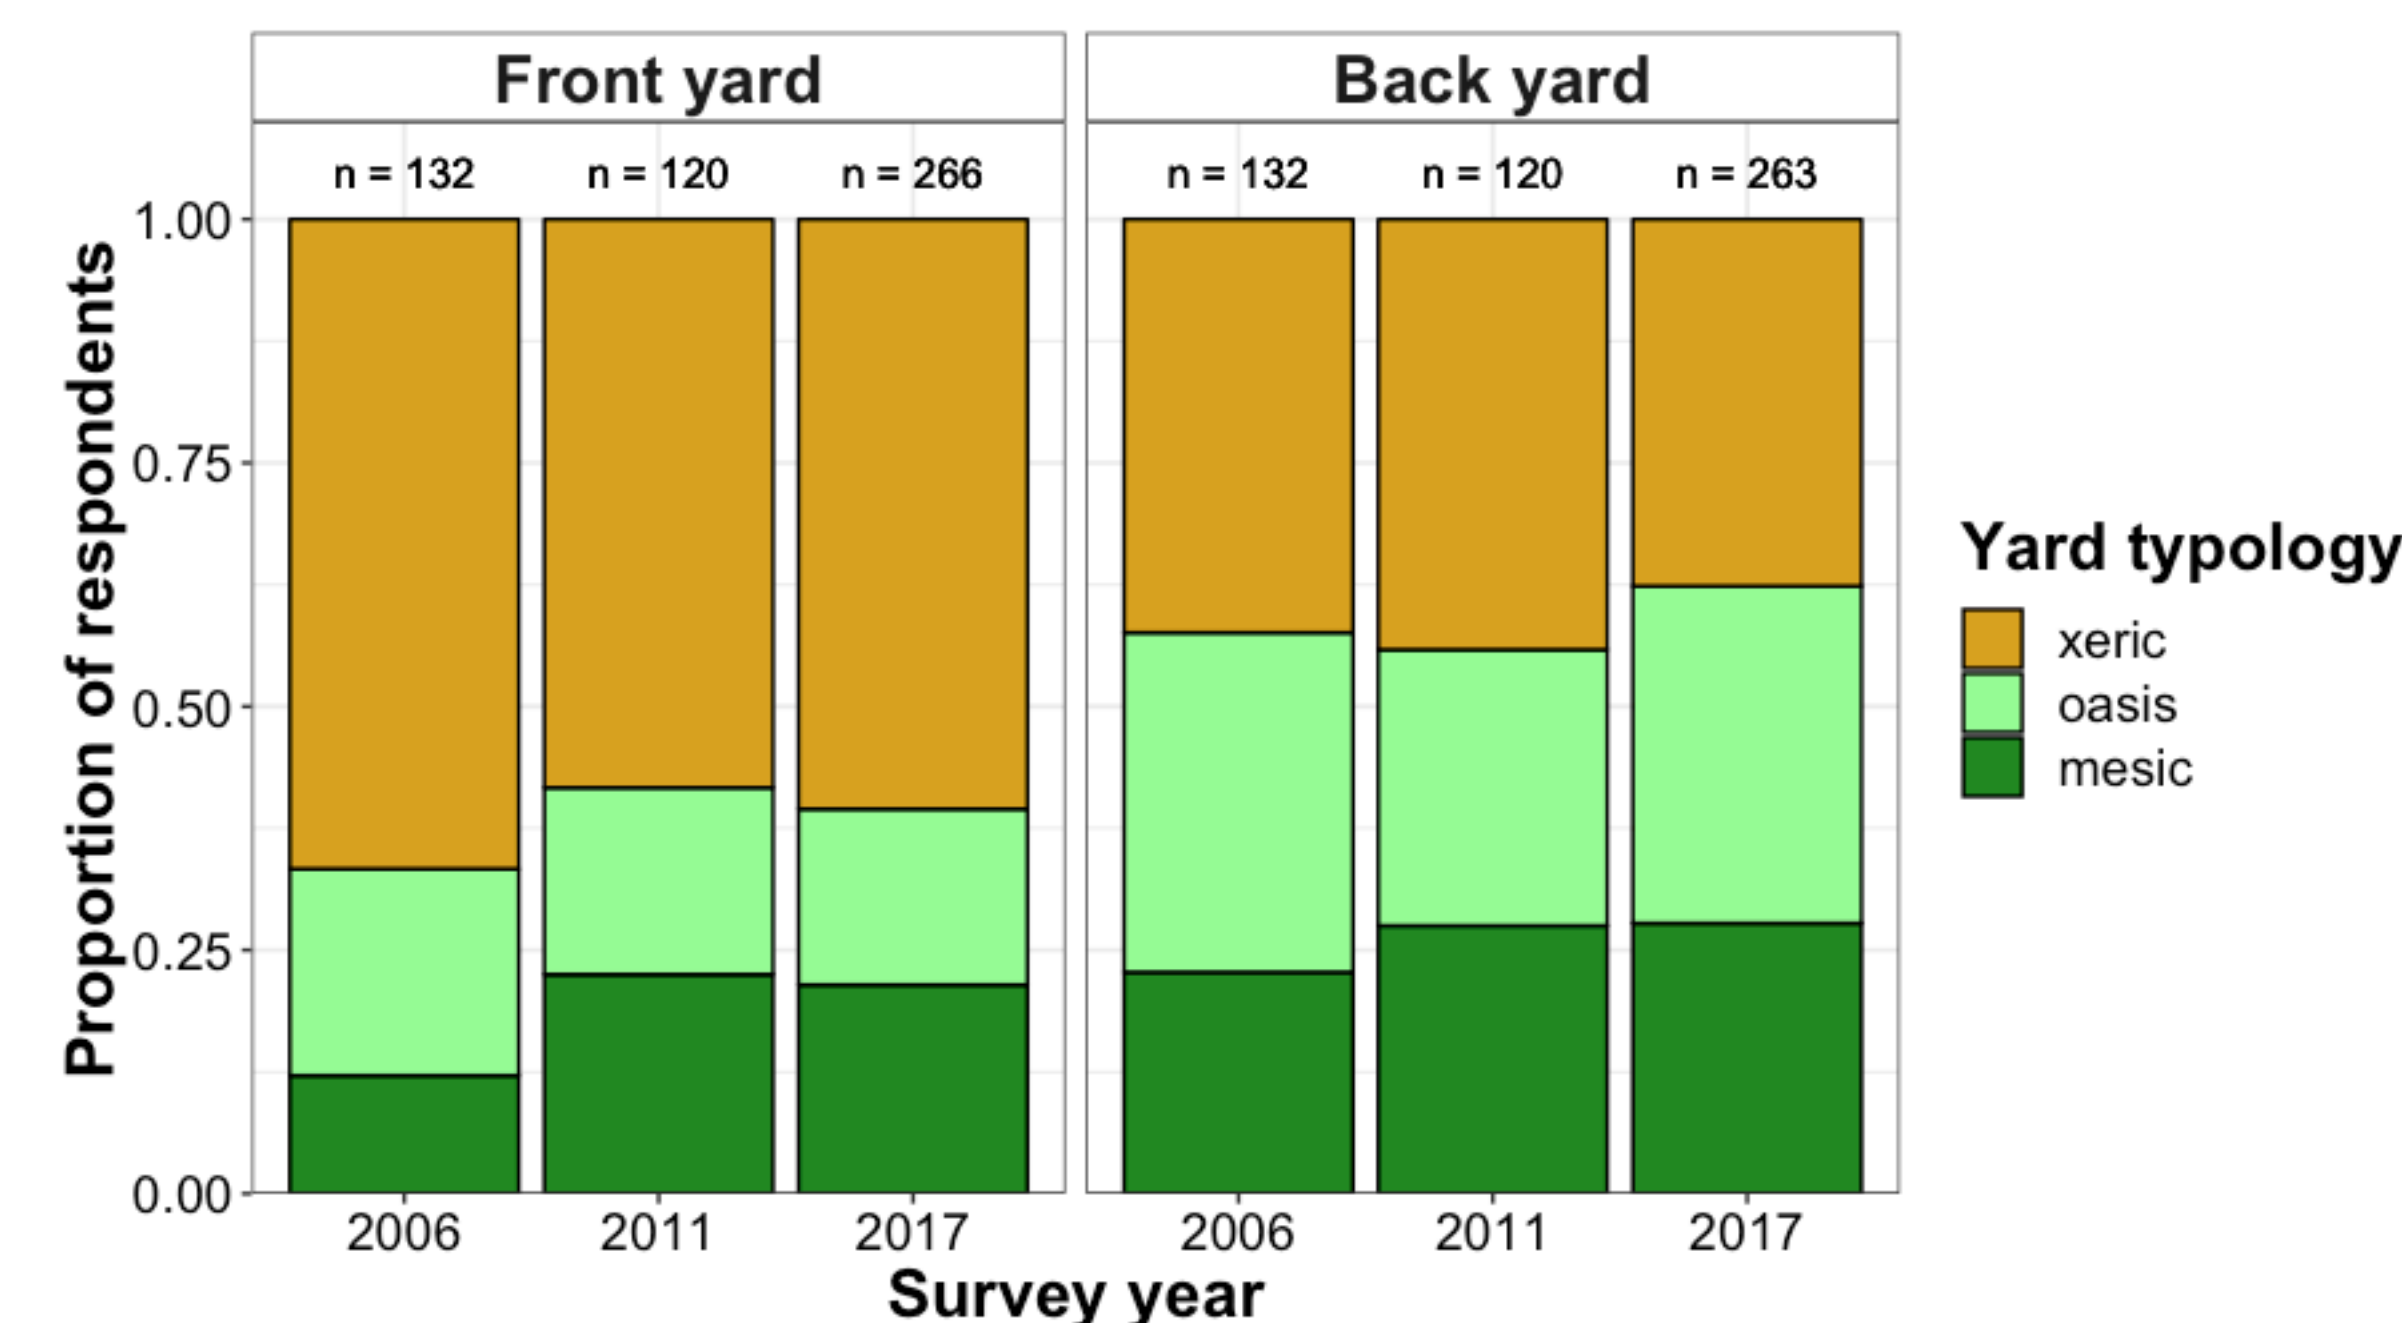 Front yard
Back yard
n = 132
n = 120
n = 266
n = 132
n = 120
n = 263
Proportion of respondents
1.00
0.75
0.50
0.25
0.00
2006
2011
2017
2006
2011
2017
Survey year
Yard typology
xeric
oasis
mesic